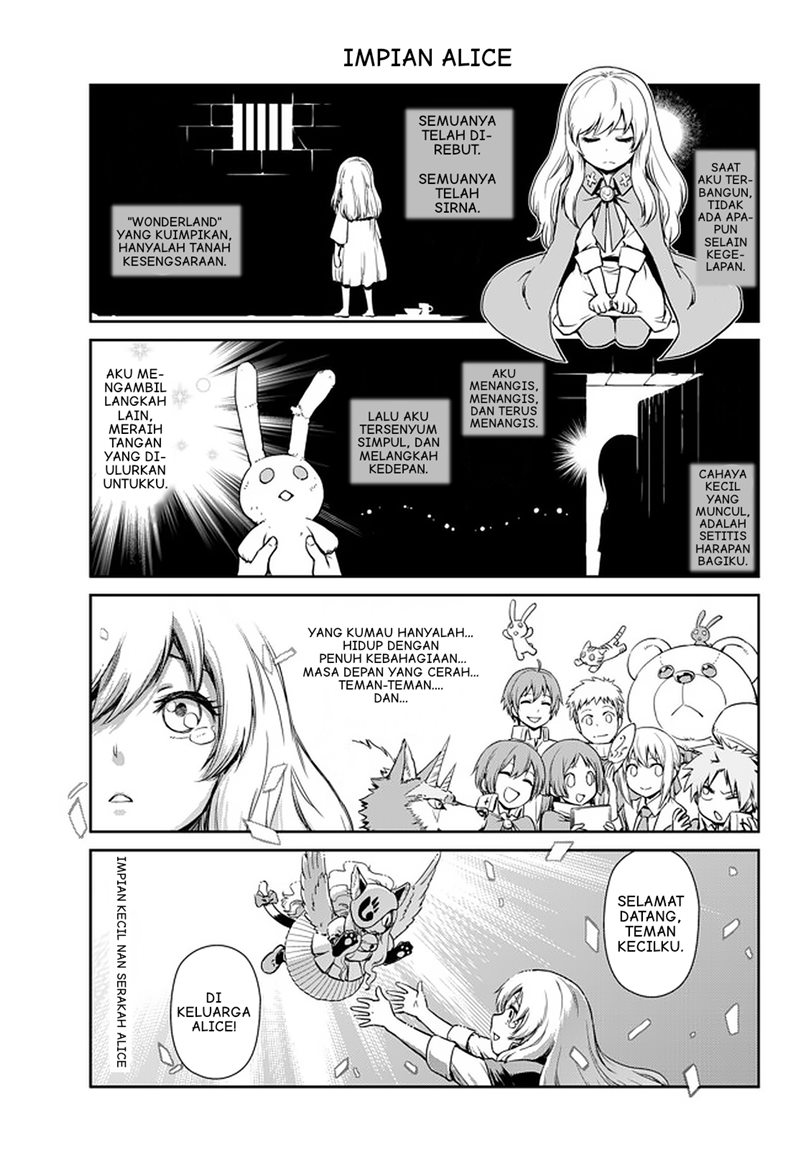 IMPIAN ALICE
SAAT
AKU TER-
BANGUN,
TIDAK
ADA APA-
PUN
SELAIN
KEGE-
LAPAN.
SEMUANYA
TELAH DI-
REBUT.
SEMUANYA
TELAH
SIRNA.
"WONDERLAND"
YANG KUIMPIKAN,
HANYALAH TANAH
KESENGSARAAN.
CAHAYA
KECIL
YANG
MUNCUL,
ADALAH
SETITIS
HARAPAN
BAGIKU.
AKU
MENANGIS,
MENANGIS,
DAN TERUS
MENANGIS.
LALU AKU
TERSENYUM
SIMPUL, DAN
MELANGKAH
KEDEPAN.
AKU ME-
NGAMBIL
LANGKAH
LAIN,
MERAIH
TANGAN
YANG DI-
ULURKAN
UNTUKKU.
YANG KUMAU HANYALAH...
HIDUP DENGAN
PENUH KEBAHAGIAAN...
MASA DEPAN YANG CERAH...
TEMAN-TEMAN....
DAN...
SELAMAT
DATANG,
TEMAN
KECILKU.
DI
KELUARGA
ALICE!
IMPIAN KECIL NAN SERAKAH ALICE